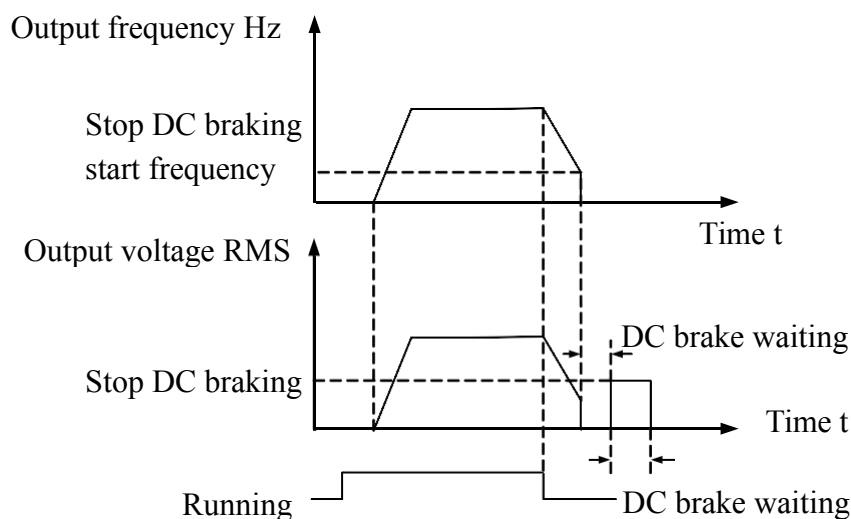 Output frequency Hz
Stop DC braking
start frequency
Time t
Output voltage RMS
DC brake waiting
Stop DC braking
Time t
Running
DC brake waiting